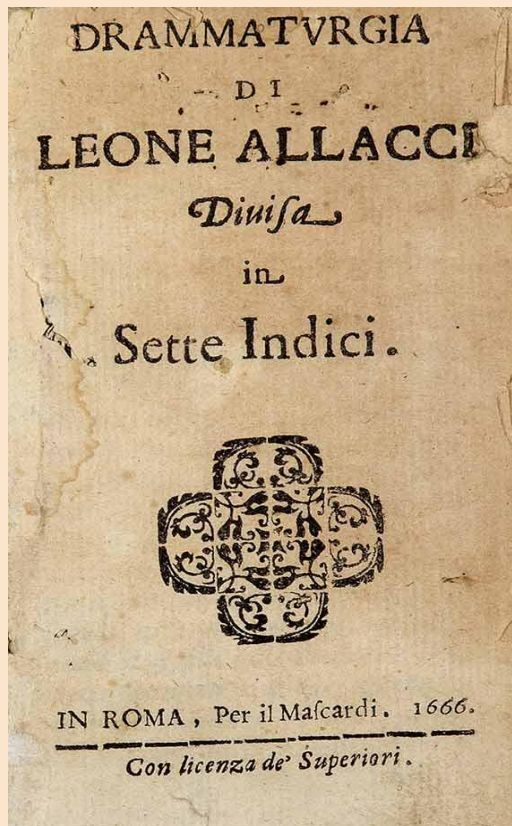 DRAMMATVRGIA
DI
LEONE ALLACCI
Diuiſa
in
Sette Indici.
IN ROMA, Per il Maſcardi. 1666.
Con licenza de' Superiori.